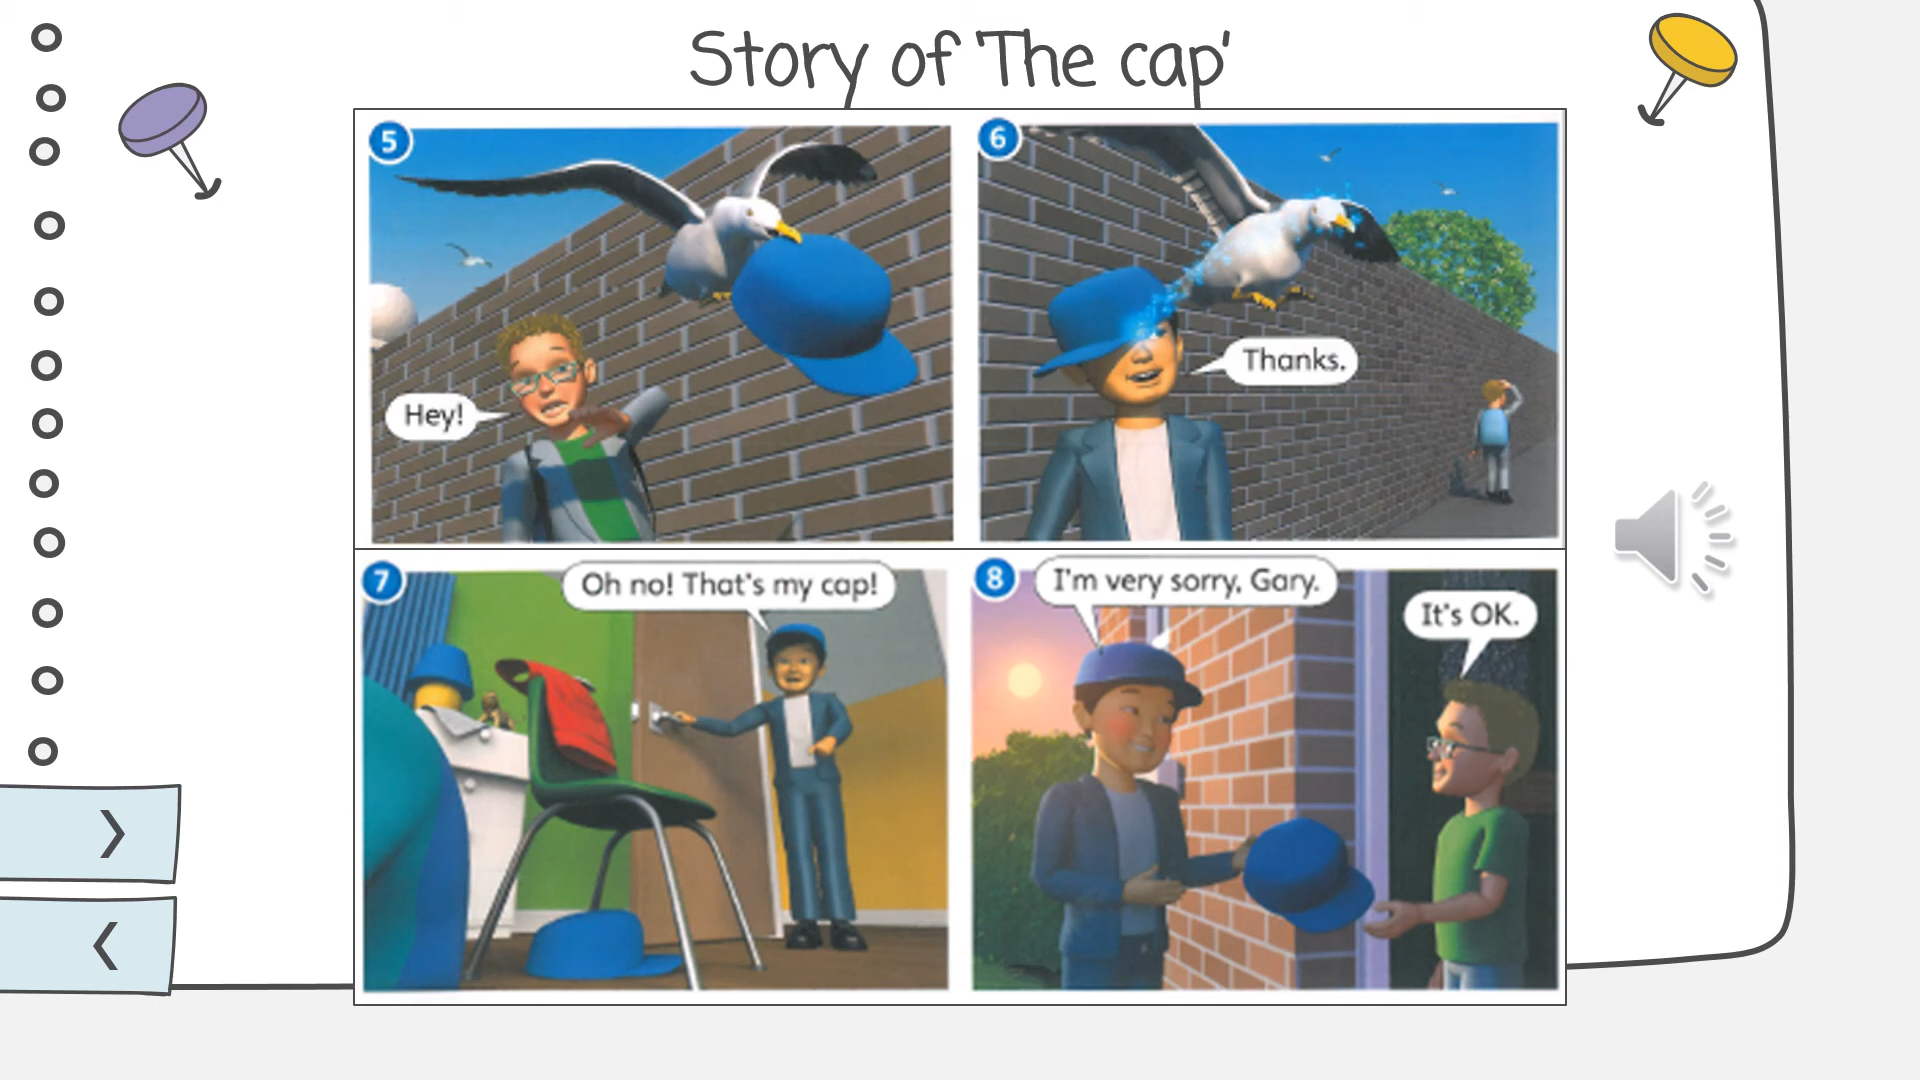 Story of 'The cap'
5
Hey!
6
Thanks.
7
Oh no! That's my cap!
8
I'm very sorry, Gary.
It's OK.